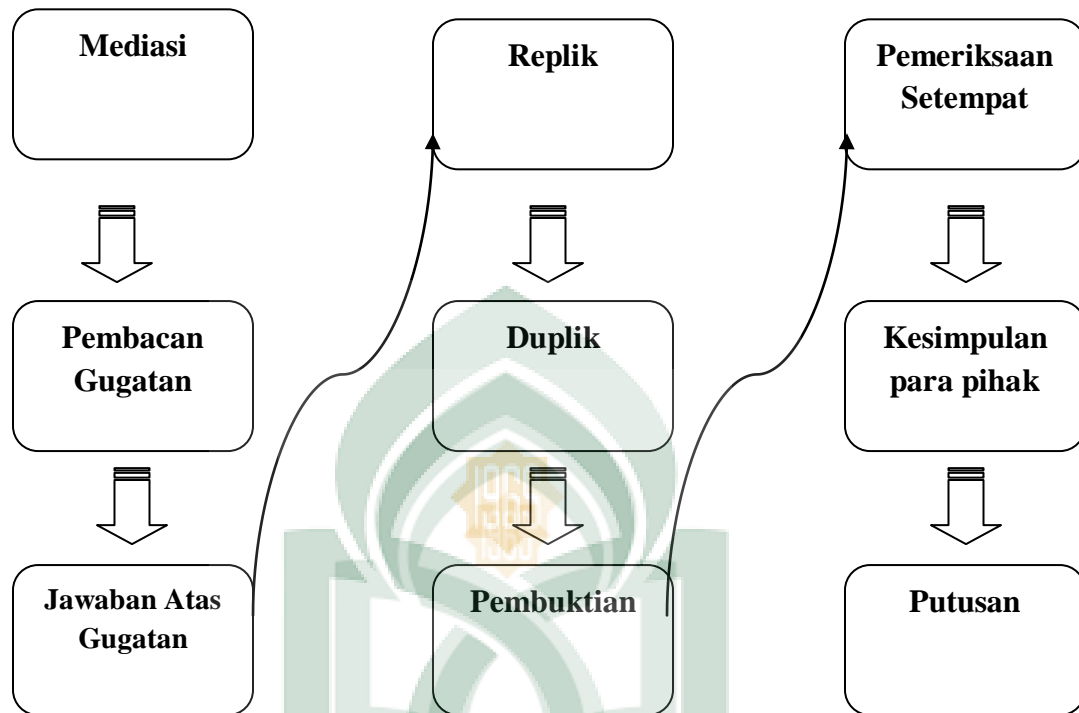 Mediasi
Pembacan
Gugatan
Jawaban Atas
Gugatan
Replik
Duplik
Pembuktian
Pemeriksaan
Setempat
Kesimpulan
para pihak
Putusan